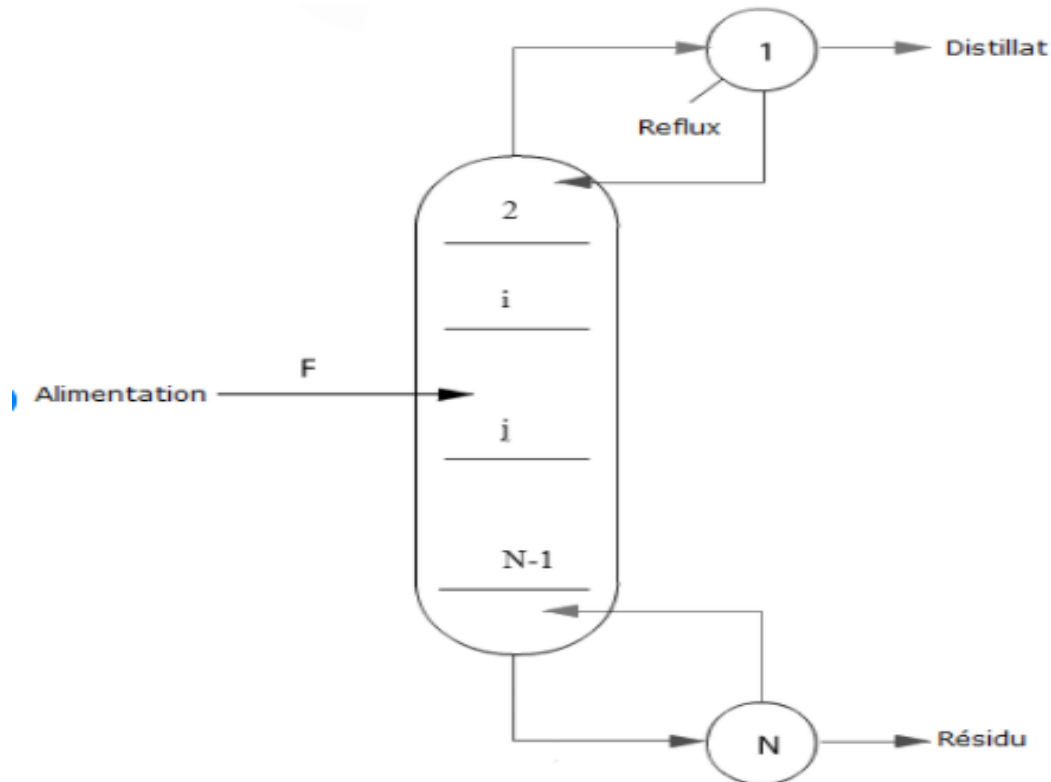 1
Distillat
Reflux
2
i
F
Alimentation
j
N-1
N
Résidu